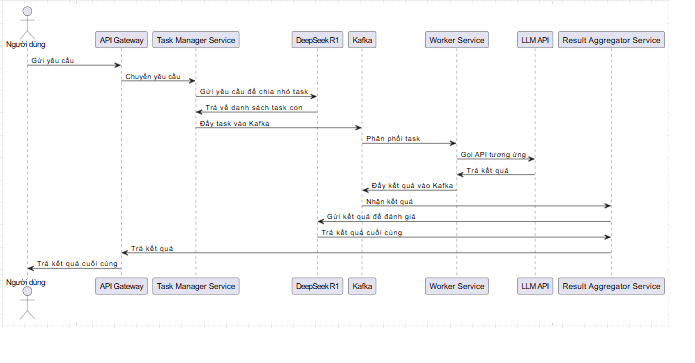 Người dùng
API Gateway
Task Manager Service
DeepSeek R1
Kafka
Worker Service
LLM API
Result Aggregator Service
Gửi yêu cầu
Chuyển yêu cầu
Gửi yêu cầu để chia nhỏ task
Trả về danh sách task con
Đẩy task vào Kafka
Phân phối task
Gọi API tương ứng
Trả kết quả
Đẩy kết quả vào Kafka
Nhận kết quả
Gửi kết quả để đánh giá
Trả kết quả cuối cùng
Trả kết quả
Trả kết quả cuối cùng
Người dùng
API Gateway
Task Manager Service
DeepSeek R1
Kafka
Worker Service
LLM API
Result Aggregator Service